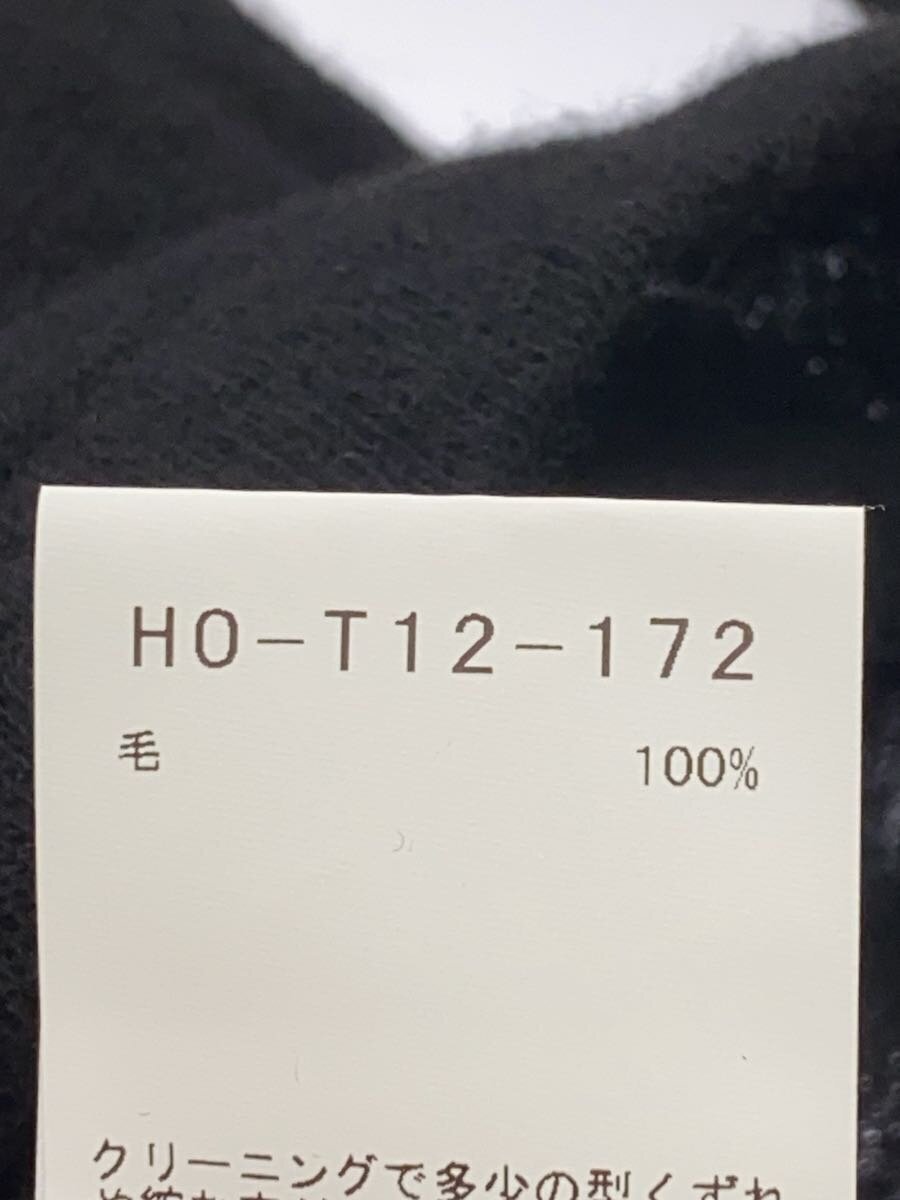 HO-T12-172
毛 100%
クリーニングで多少の型くずれ